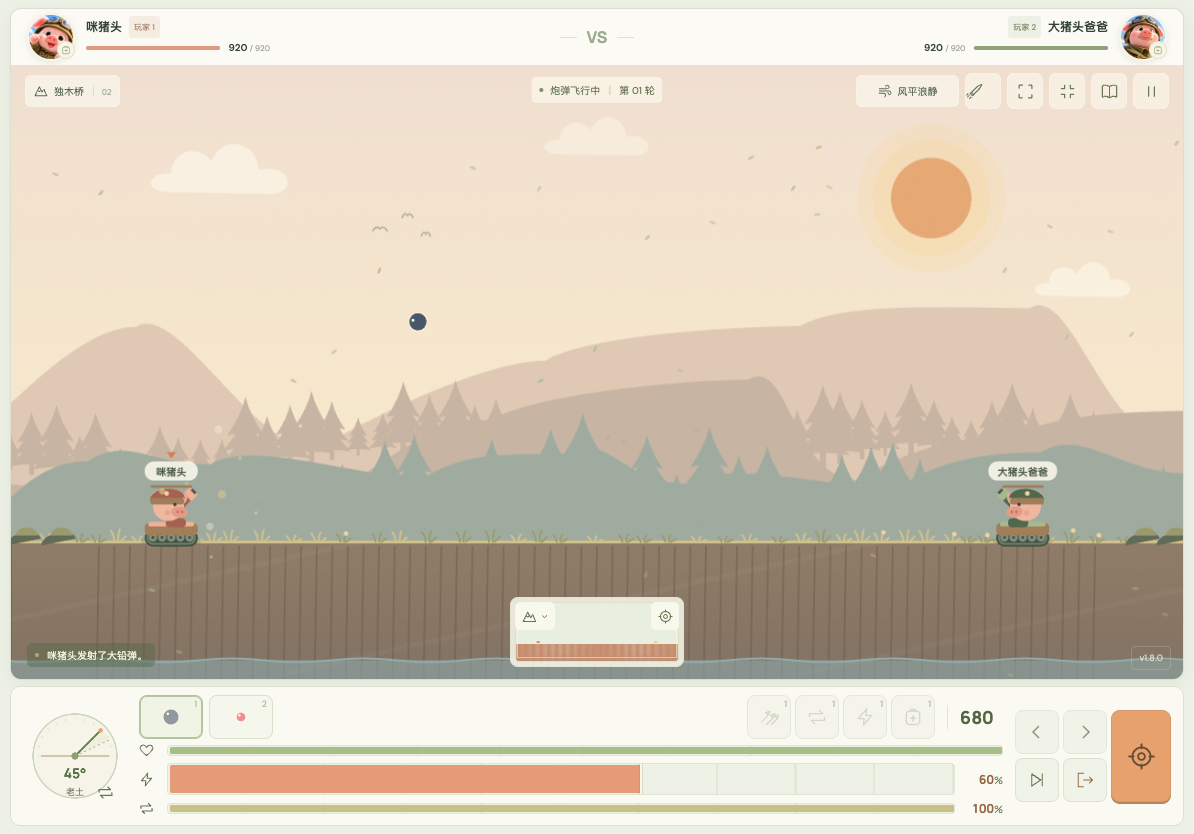 咪猪头 玩家 1
920 / 920
VS
玩家 2 大猪头爸爸
920 / 920
独木桥 02
炮弹飞行中 第 01 轮
风平浪静
咪猪头
大猪头爸爸
咪猪头发射了大铅弹。
v1.8.0
1
2
1
1
1
1
680
45°
老土
60%
100%